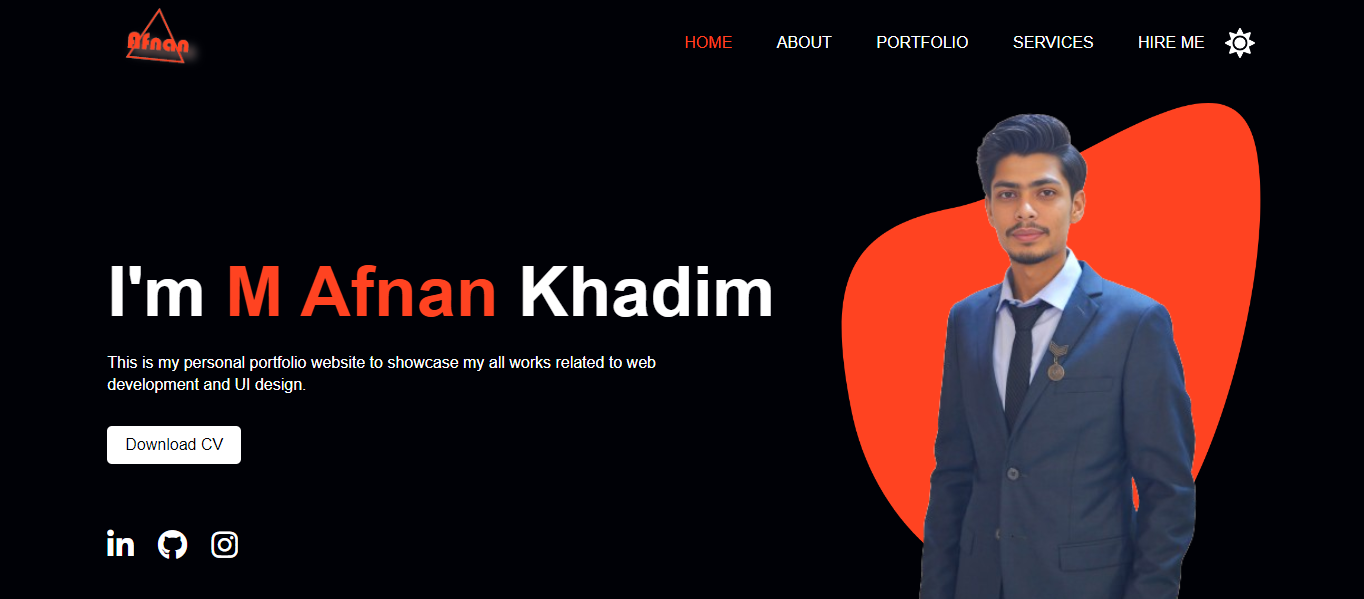 Afnan
HOME ABOUT PORTFOLIO SERVICES HIRE ME
I'm M Afnan Khadim
This is my personal portfolio website to showcase my all works related to web
development and UI design.
Download CV
in